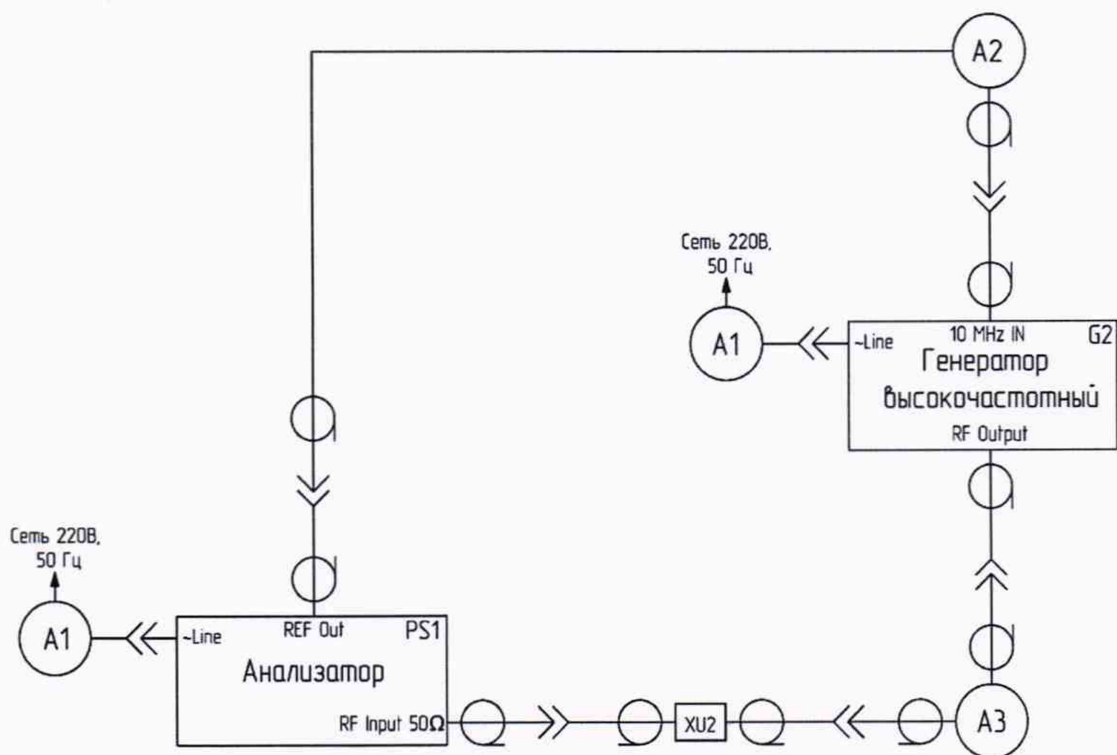 A2
Сеть 220В,
50 Гц
A1
~Line
10 MHz IN
G2
Генератор
высокочастотный
RF Output
Сеть 220В,
50 Гц
A1
~Line
REF Out
PS1
Анализатор
RF Input 50Ω
XU2
A3